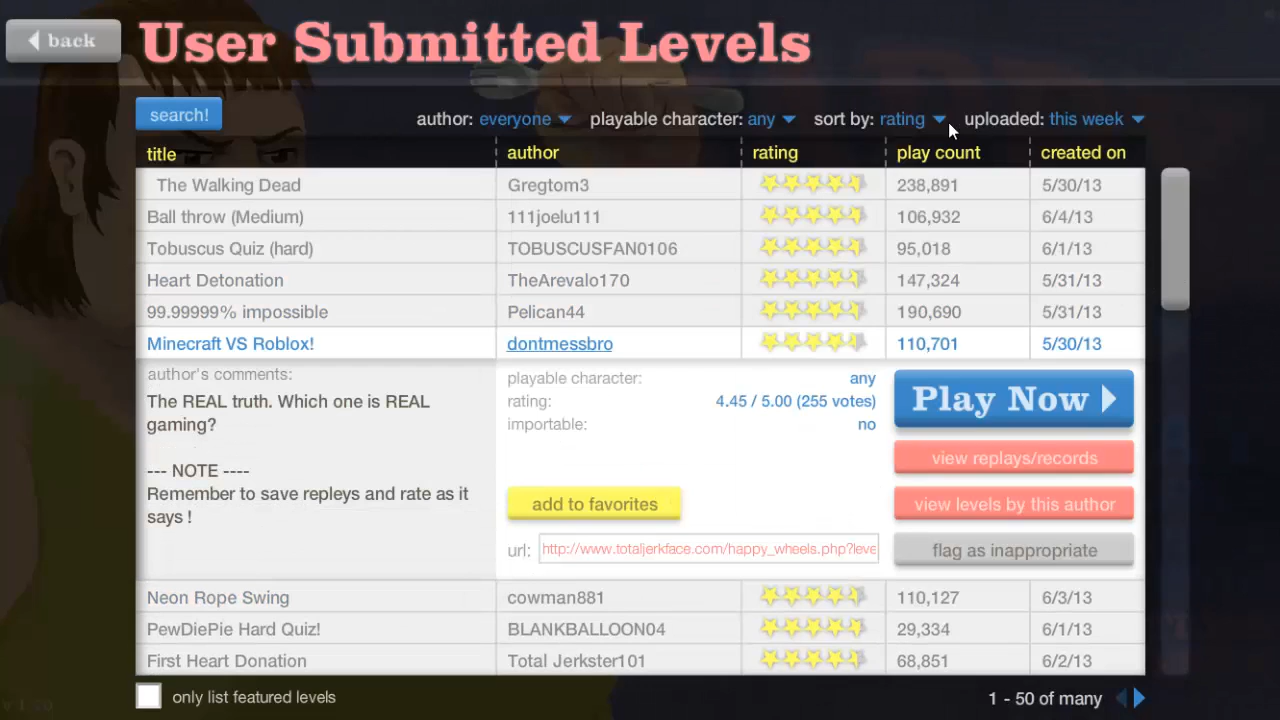 back
User Submitted Levels
search!
author: everyone
playable character: any
sort by: rating
uploaded: this week
title author rating play count created on
The Walking Dead Gregtom3 238,891 5/30/13
Ball throw (Medium) 111joelu111 106,932 6/4/13
Tobuscus Quiz (hard) TOBUSCUSFAN0106 95,018 6/1/13
Heart Detonation TheArevalo170 147,324 5/31/13
99.99999% impossible Pelican44 190,690 5/31/13
Minecraft VS Roblox! dontmessbro 110,701 5/30/13
author's comments:
The REAL truth. Which one is REAL
gaming?
--- NOTE ----
Remember to save repleys and rate as it
says !
playable character: any
rating: 4.45 / 5.00 (255 votes)
importable: no
add to favorites
url: http://www.totaljerkface.com/happy_wheels.php?leve
Play Now
view replays/records
view levels by this author
flag as inappropriate
Neon Rope Swing cowman881 110,127 6/3/13
PewDiePie Hard Quiz! BLANKBALLOON04 29,334 6/1/13
First Heart Donation Total Jerkster101 68,851 6/2/13
only list featured levels
1 - 50 of many